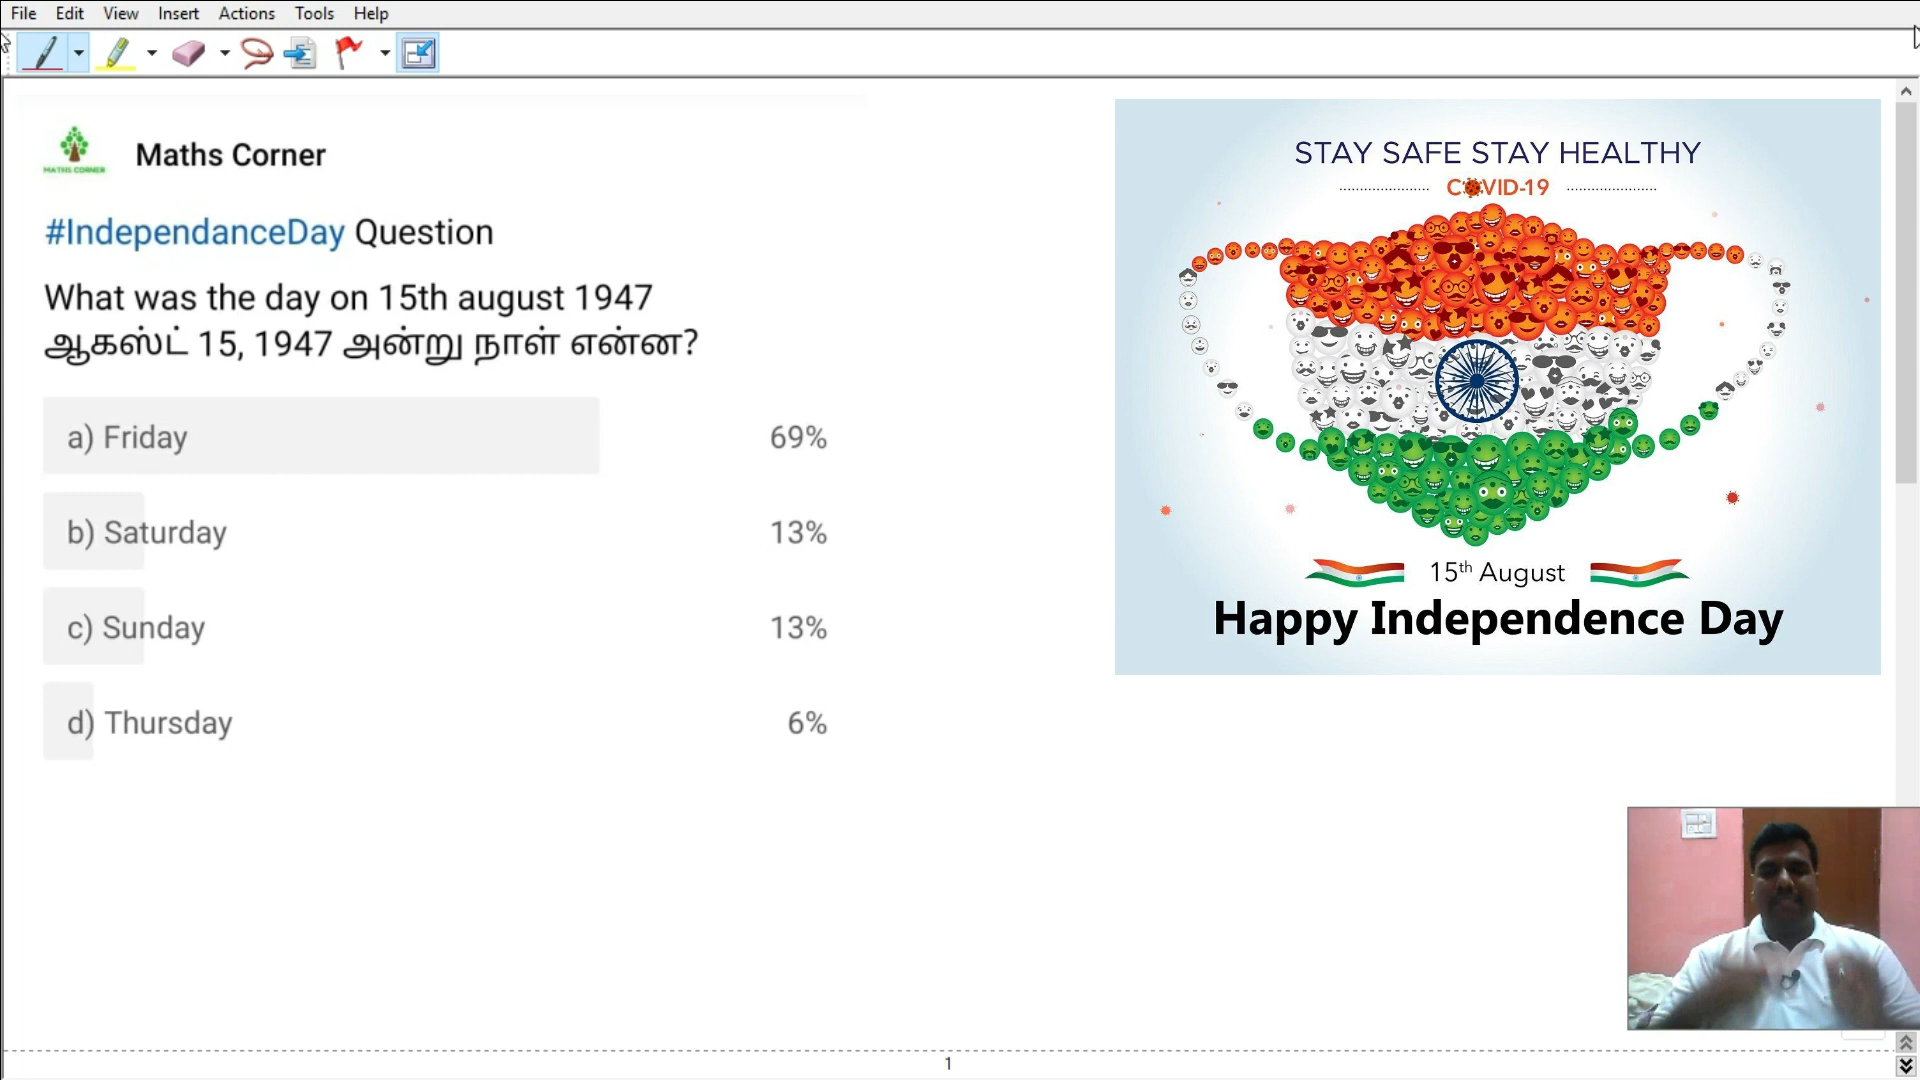 File Edit View Insert Actions Tools Help
MATHS CORNER
Maths Corner
#IndependanceDay Question
What was the day on 15th august 1947
ஆகஸ்ட் 15, 1947 அன்று நாள் என்ன?
a) Friday 69%
b) Saturday 13%
c) Sunday 13%
d) Thursday 6%
STAY SAFE STAY HEALTHY
COVID-19
15th August
Happy Independence Day
1